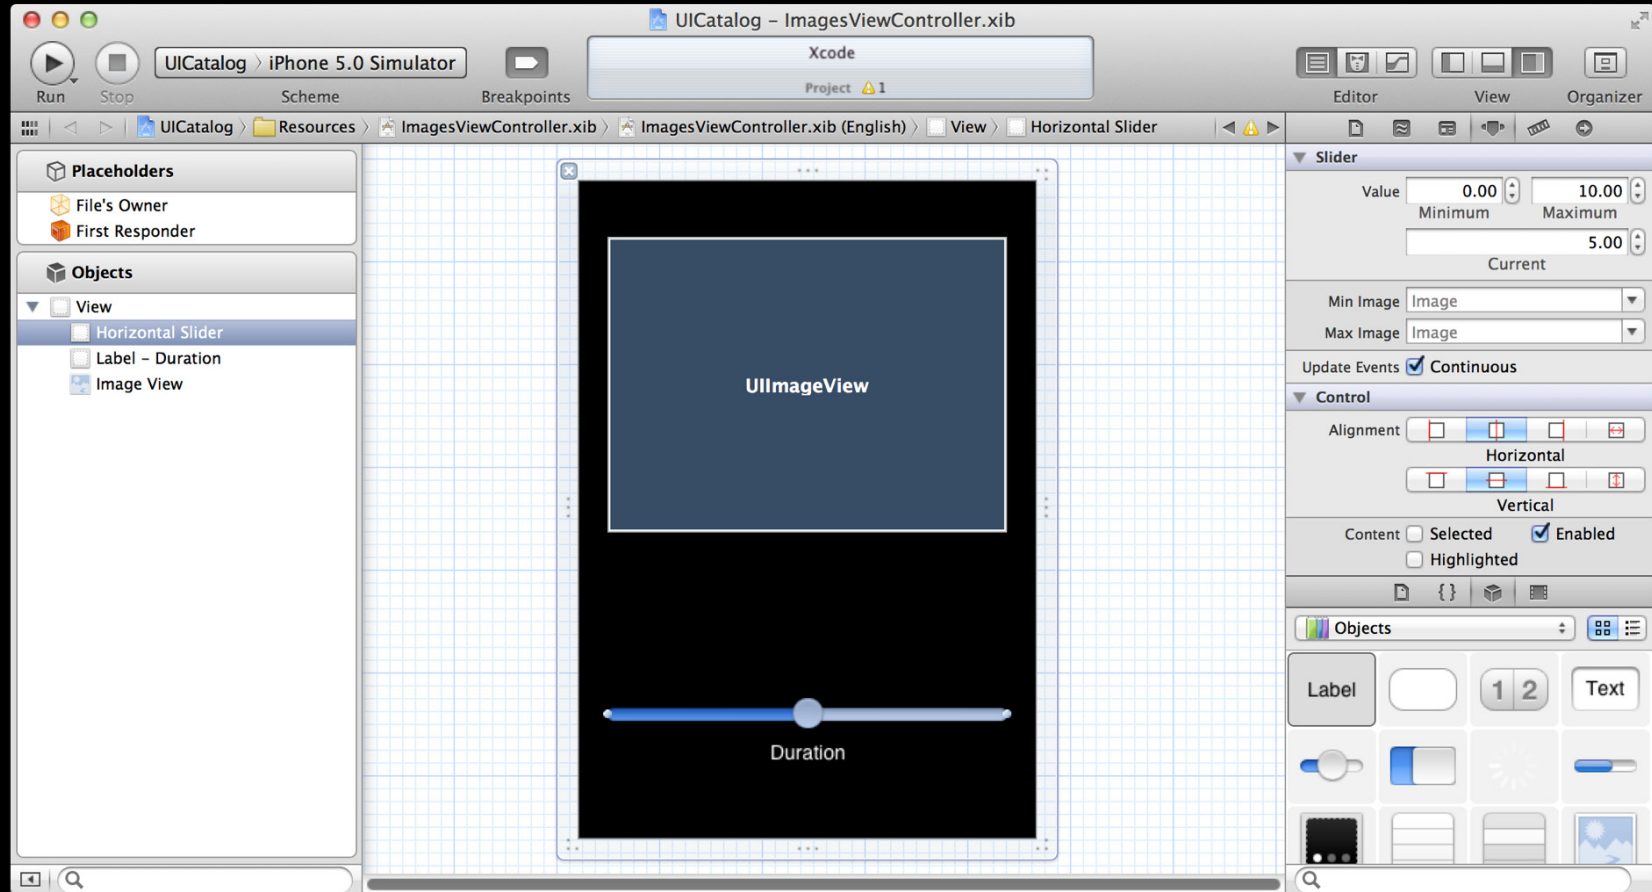 UICatalog – ImagesViewController.xib
UICatalog 〉 iPhone 5.0 Simulator
Xcode
Project 1
Run Stop Scheme Breakpoints Editor View Organizer
UICatalog 〉 Resources 〉 ImagesViewController.xib 〉 ImagesViewController.xib (English) 〉 View 〉 Horizontal Slider
Placeholders
File's Owner
First Responder
Objects
View
Horizontal Slider
Label – Duration
Image View
UIImageView
Duration
Slider
Value 0.00 10.00
Minimum Maximum
5.00
Current
Min Image Image
Max Image Image
Update Events Continuous
Control
Alignment
Horizontal
Vertical
Content Selected Enabled
Highlighted
{ }
Objects
Label 1 2 Text